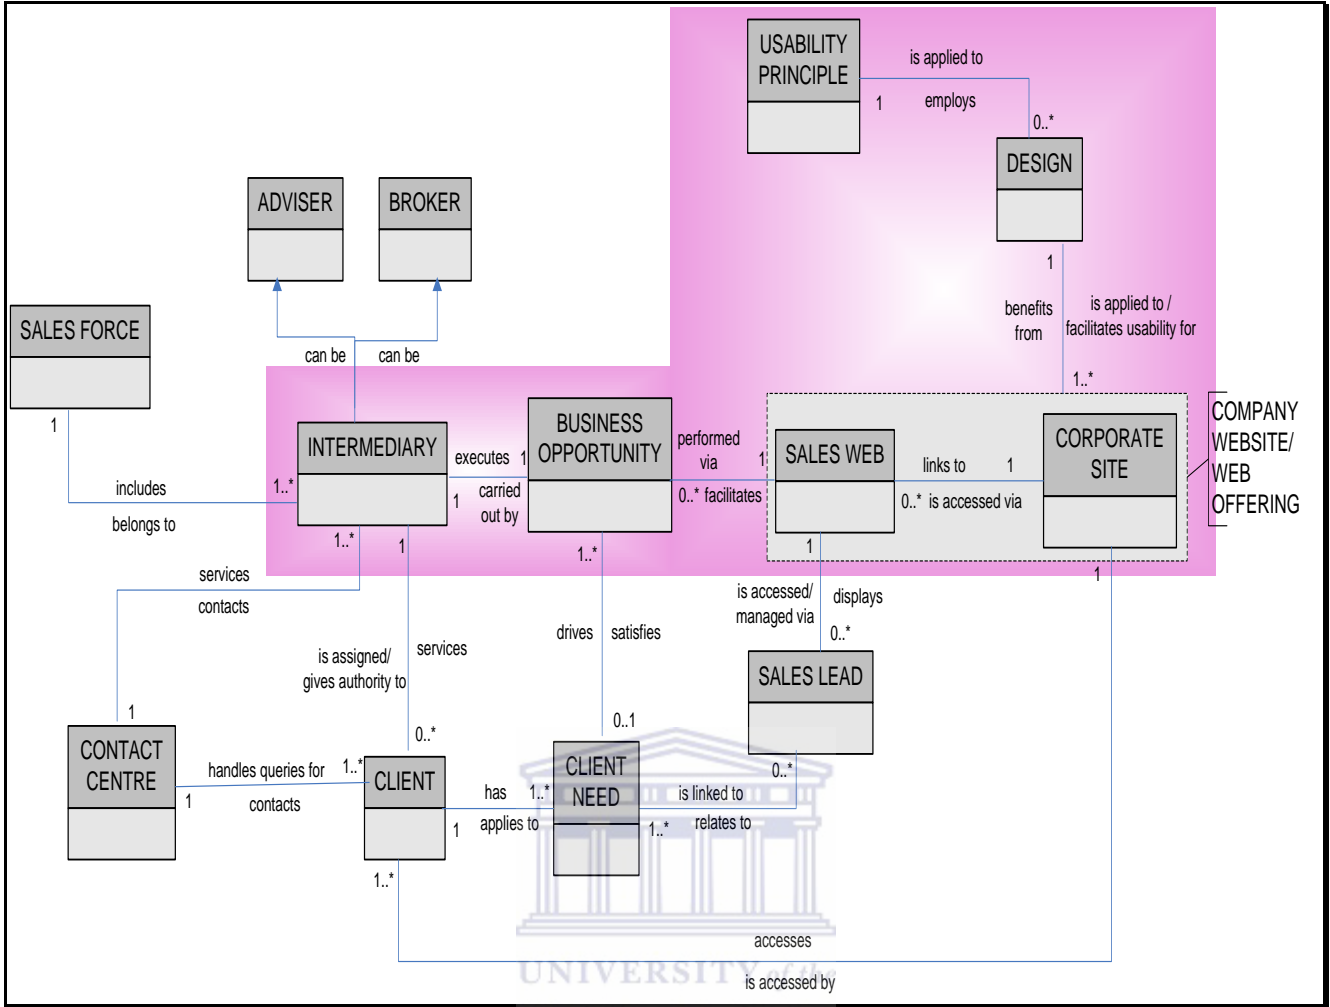 USABILITY
PRINCIPLE
is applied to
employs
1
0..*
DESIGN
1
benefits
from
is applied to /
facilitates usability for
1..*
ADVISER
BROKER
can be
can be
SALES FORCE
1
includes
belongs to
1..*
INTERMEDIARY
executes
1
1
carried
out by
BUSINESS
OPPORTUNITY
performed
via
1
0..* facilitates
SALES WEB
links to
1
0..* is accessed via
CORPORATE
SITE
COMPANY
WEBSITE/
WEB
OFFERING
1..*
1
1..*
1
1
services
contacts
is assigned/
gives authority to
services
drives
satisfies
is accessed/
managed via
displays
0..*
SALES LEAD
1
0..*
0..1
CONTACT
CENTRE
handles queries for
1..*
1
contacts
CLIENT
has
1..*
1
applies to
CLIENT
NEED
is linked to
0..*
1..*
relates to
1..*
accesses
UNIVERSITY of the
is accessed by